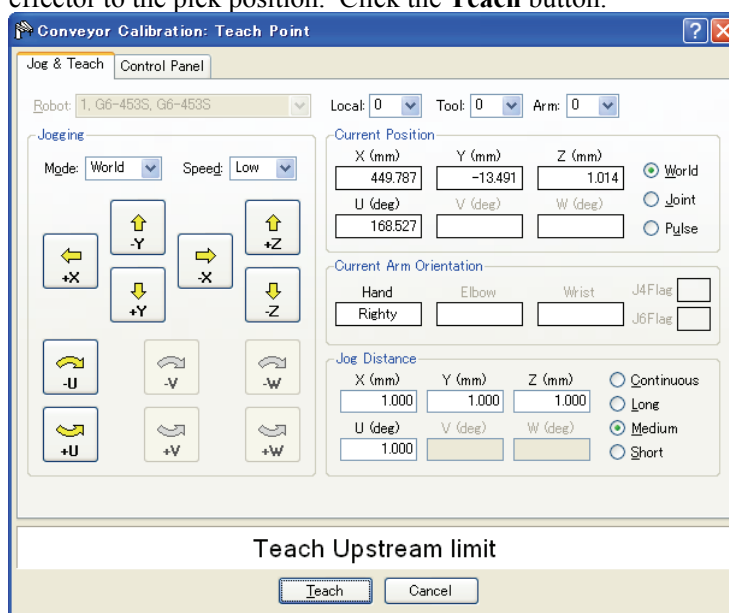 effector to the pick position. Click the Teach button.
Conveyor Calibration: Teach Point
Jog & Teach Control Panel
Robot: 1, G6-453S, G6-453S Local: 0 Tool: 0 Arm: 0
Jogging
Mode: World Speed: Low
-Y +Z
+X -X
+Y -Z
-U -V -W
+U +V +W
Current Position
X (mm) Y (mm) Z (mm)
449.787 -13.491 1.014
U (deg) V (deg) W (deg)
168.527
World
Joint
Pulse
Current Arm Orientation
Hand Elbow Wrist J4Flag
Righty J6Flag
Jog Distance
X (mm) Y (mm) Z (mm)
1.000 1.000 1.000
U (deg) V (deg) W (deg)
1.000
Continuous
Long
Medium
Short
Teach Upstream limit
Teach Cancel